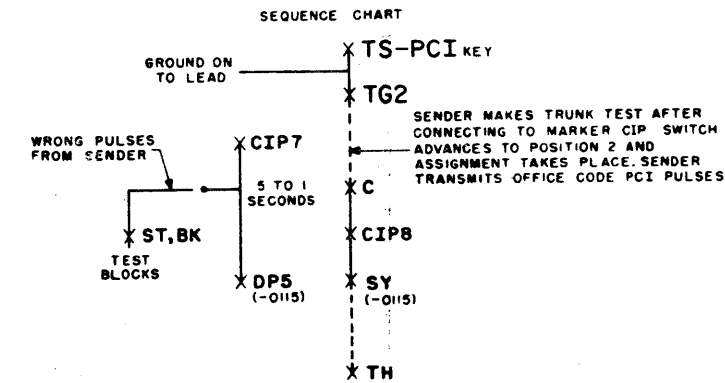 SEQUENCE CHART
TS-PCI KEY
GROUND ON
TO LEAD
TG2
SENDER MAKES TRUNK TEST AFTER
CONNECTING TO MARKER CIP SWITCH
ADVANCES TO POSITION 2 AND
ASSIGNMENT TAKES PLACE. SENDER
TRANSMITS OFFICE CODE PCI PULSES
WRONG PULSES
FROM SENDER
CIP7
5 TO 1
SECONDS
C
ST, BK
TEST
BLOCKS
CIP8
DP5
(-0115)
SY
(-0115)
TH